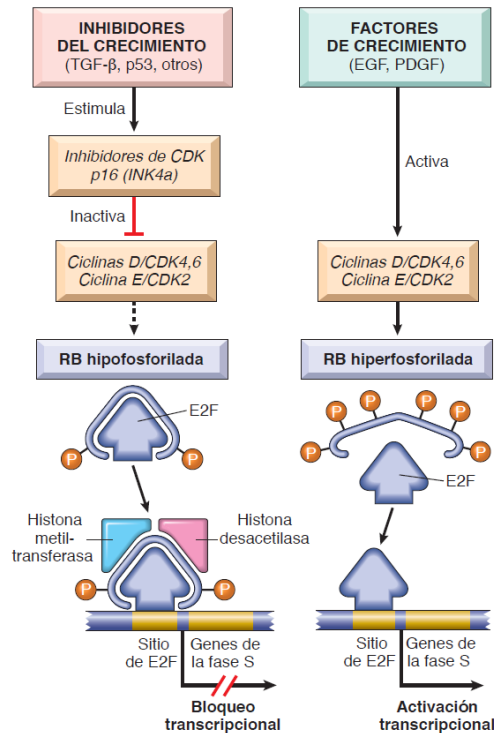 INHIBIDORES
DEL CRECIMIENTO
(TGF-β, p53, otros)
Estimula
Inhibidores de CDK
p16 (INK4a)
Inactiva
Ciclinas D/CDK4,6
Ciclina E/CDK2
RB hipofosforilada
E2F
P
P
Histona
metil-
transferasa
Histona
desacetilasa
P
P
Sitio
de E2F
Genes de
la fase S
Bloqueo
transcripcional
FACTORES
DE CRECIMIENTO
(EGF, PDGF)
Activa
Ciclinas D/CDK4,6
Ciclina E/CDK2
RB hiperfosforilada
P
P
P
P
P
P
E2F
Sitio
de E2F
Genes de
la fase S
Activación
transcripcional